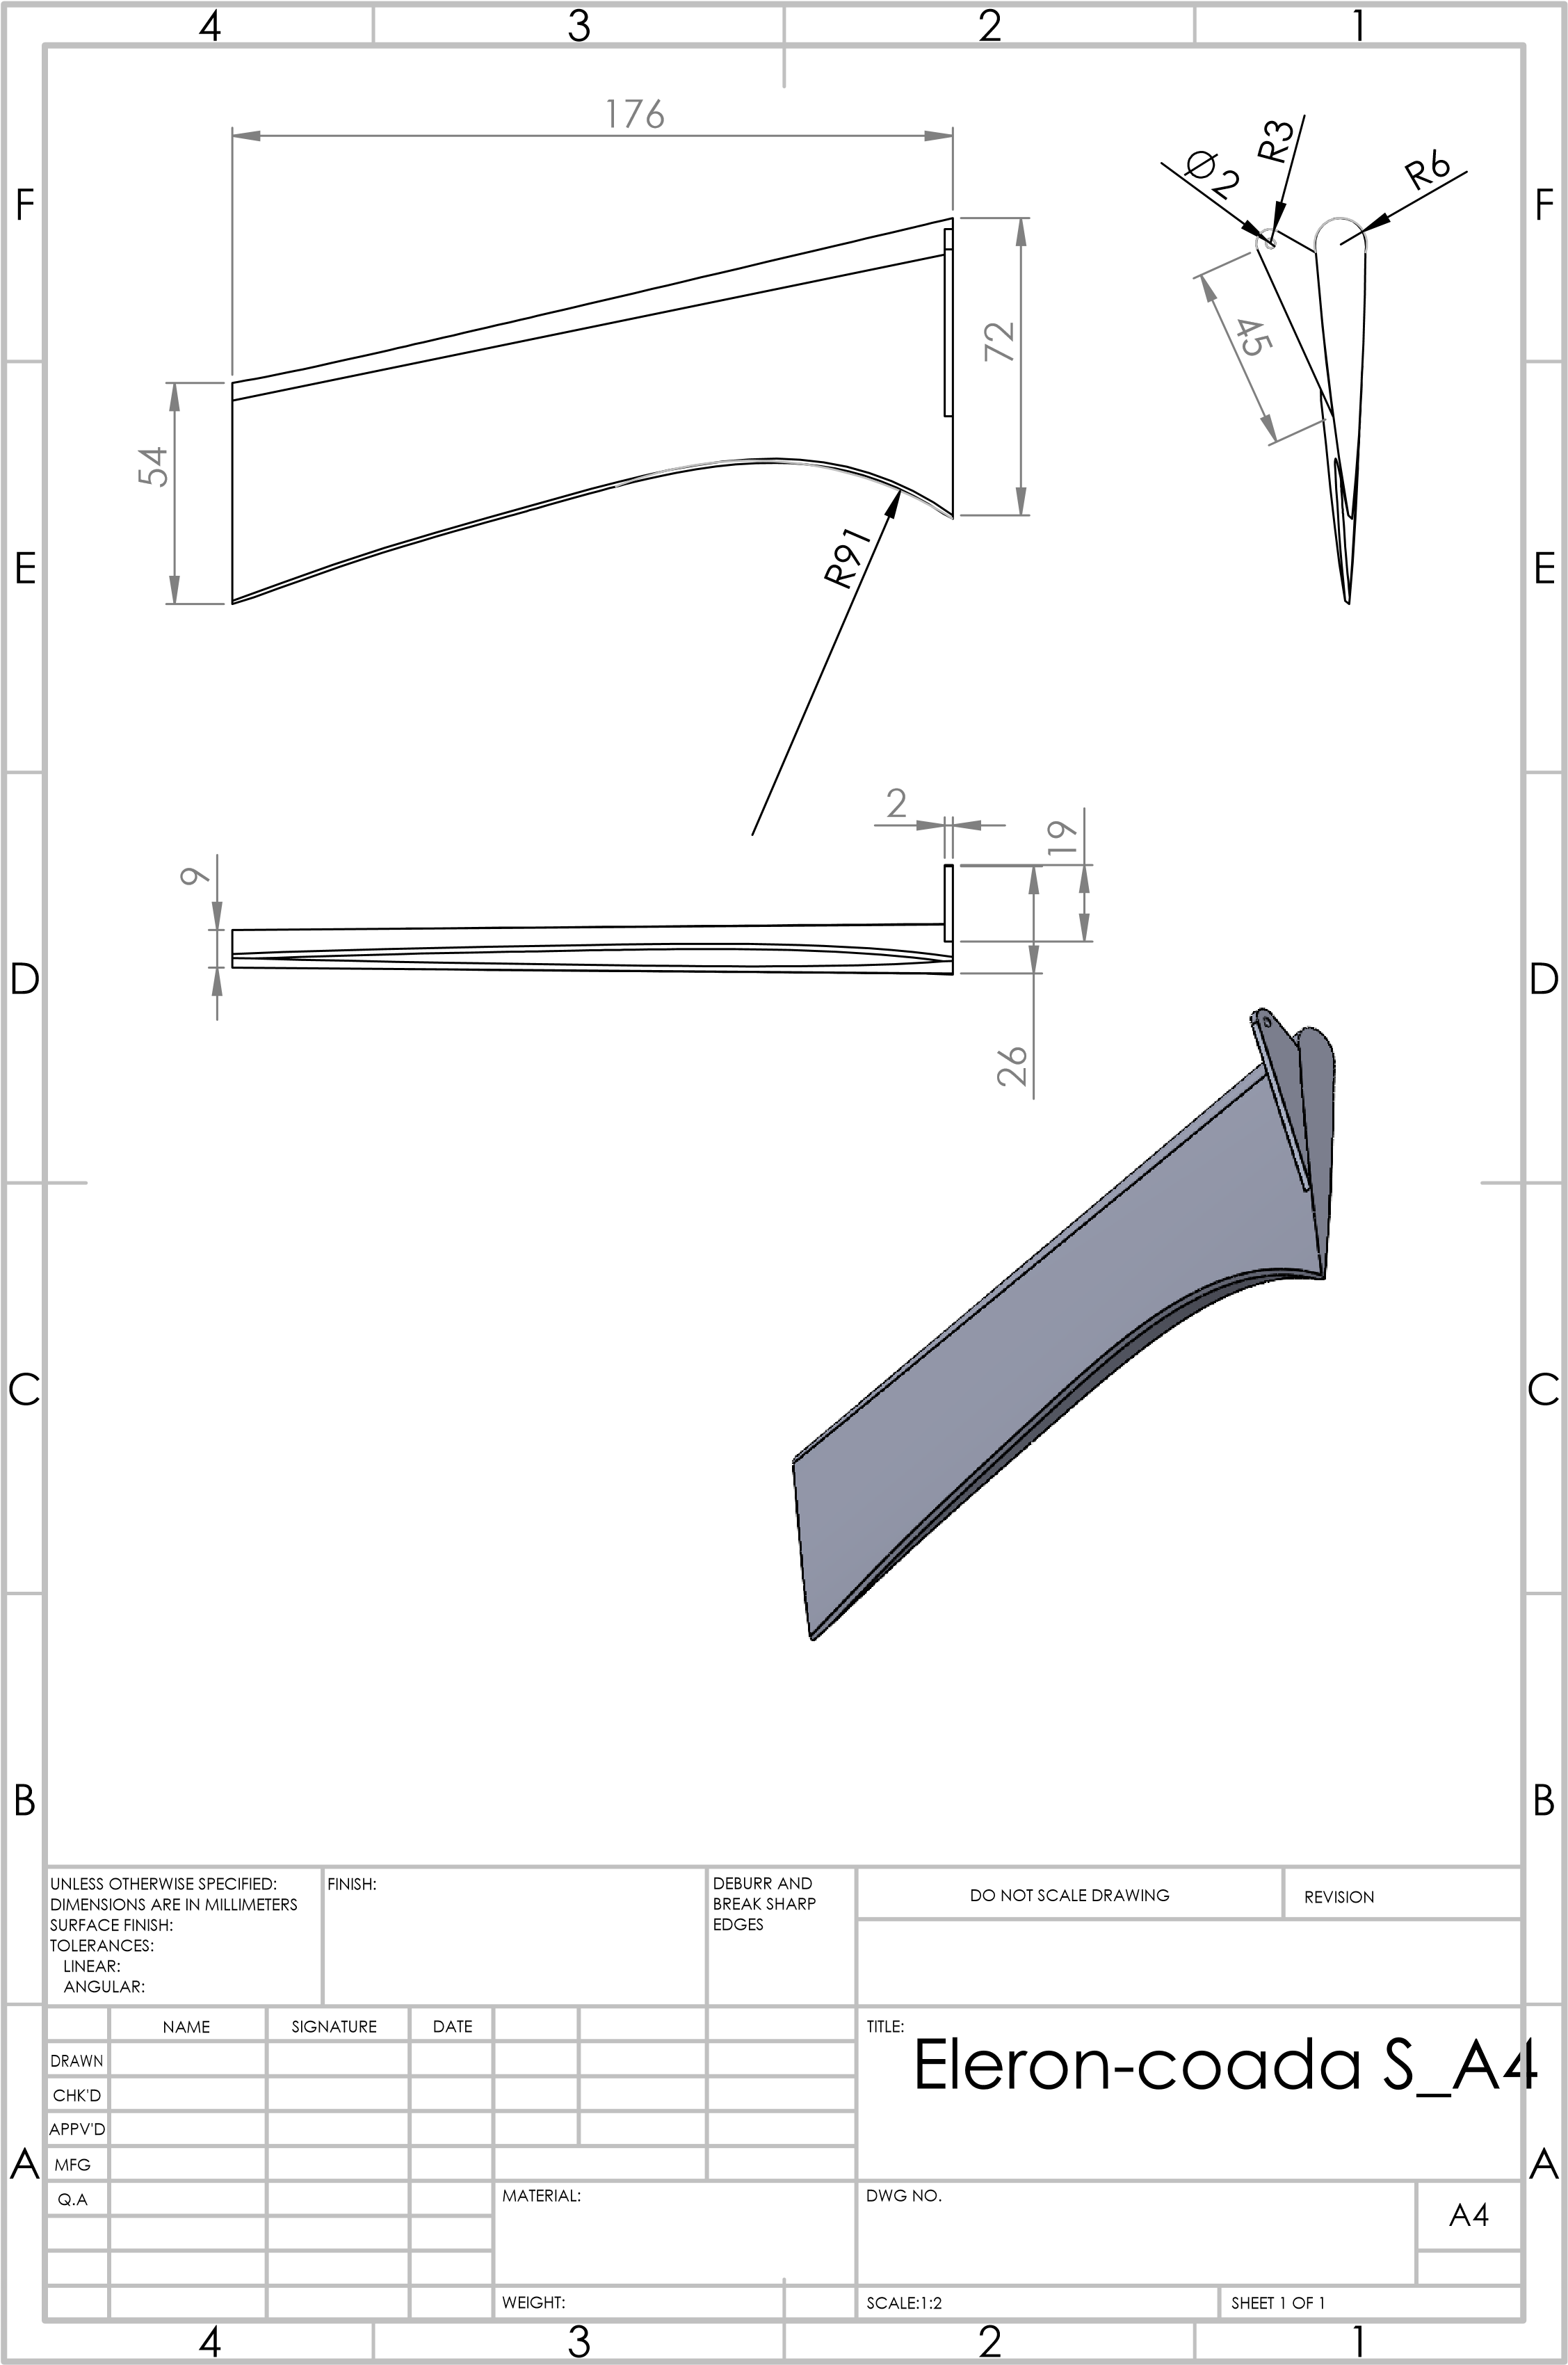 4 3 2 1
176
Ø2 R3 R6
F F
72
45
54
E E
R91
2
19
9
D D
26
C C
B B
UNLESS OTHERWISE SPECIFIED:
DIMENSIONS ARE IN MILLIMETERS
SURFACE FINISH:
TOLERANCES:
LINEAR:
ANGULAR:
FINISH:
DEBURR AND
BREAK SHARP
EDGES
DO NOT SCALE DRAWING
REVISION
NAME SIGNATURE DATE
DRAWN
CHK'D
APPV'D
MFG
Q.A
TITLE:
Eleron-coada S_A4
A A
MATERIAL:
DWG NO.
A4
WEIGHT:
SCALE:1:2
SHEET 1 OF 1
4 3 2 1